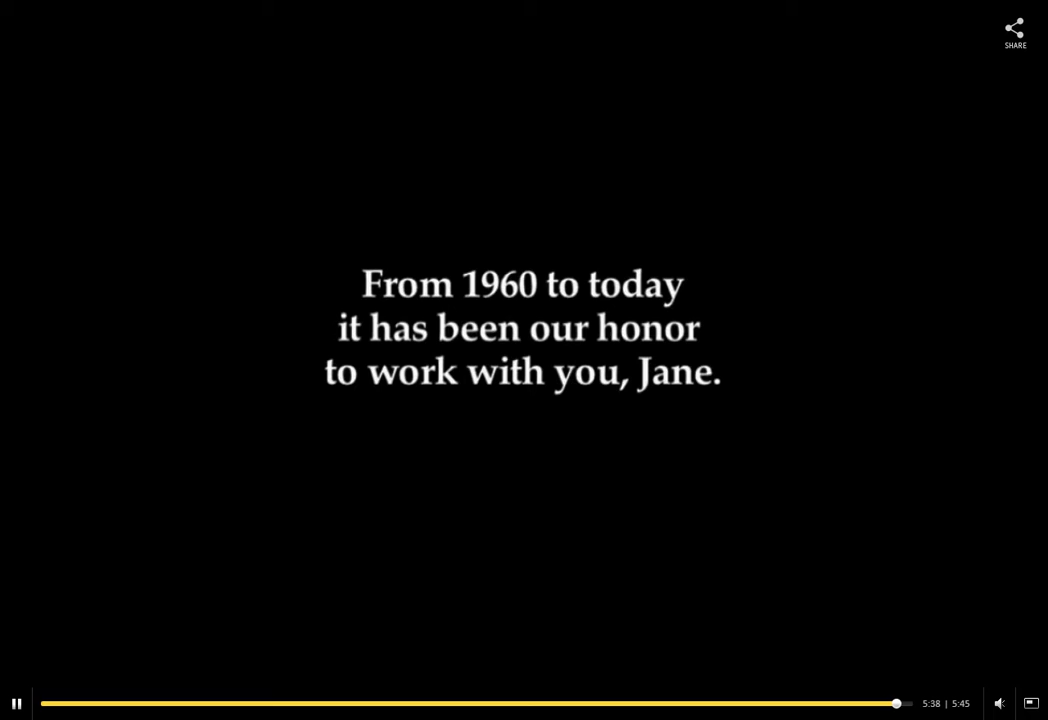 SHARE
From 1960 to today
it has been our honor
to work with you, Jane.
5:38 | 5:45